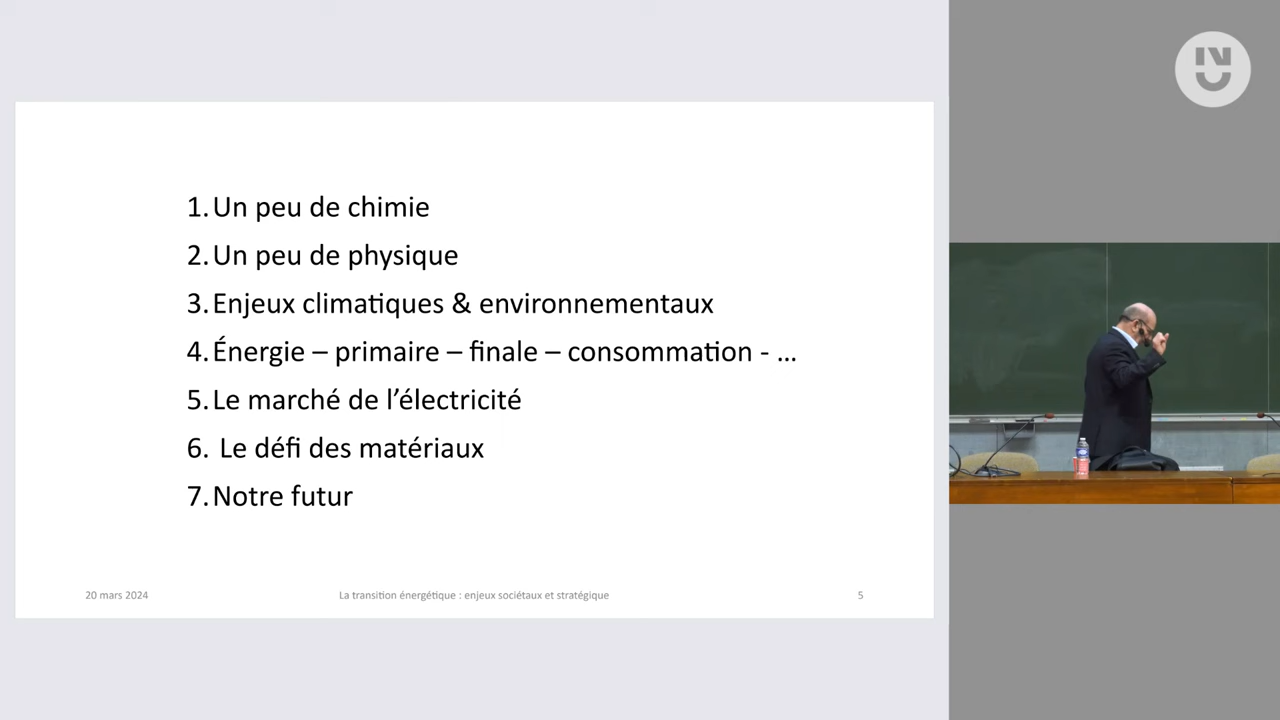 1. Un peu de chimie
2. Un peu de physique
3. Enjeux climatiques & environnementaux
4. Énergie – primaire – finale – consommation - ...
5. Le marché de l’électricité
6. Le défi des matériaux
7. Notre futur
20 mars 2024
La transition énergétique : enjeux sociétaux et stratégique
5